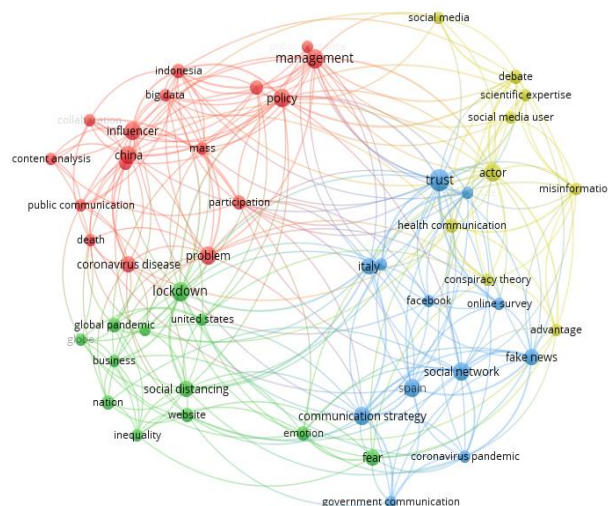 social media
management
indonesia
debate
big data
policy
scientific expertise
influencer
social media user
mass
china
content analysis
trust
actor
misinformatio
public communication
participation
health communication
death
problem
coronavirus disease
italy
conspiracy theory
lockdown
facebook
online survey
global pandemic
united states
advantage
globe
business
fake news
social network
social distancing
spain
nation
website
communication strategy
inequality
emotion
fear
coronavirus pandemic
government communication